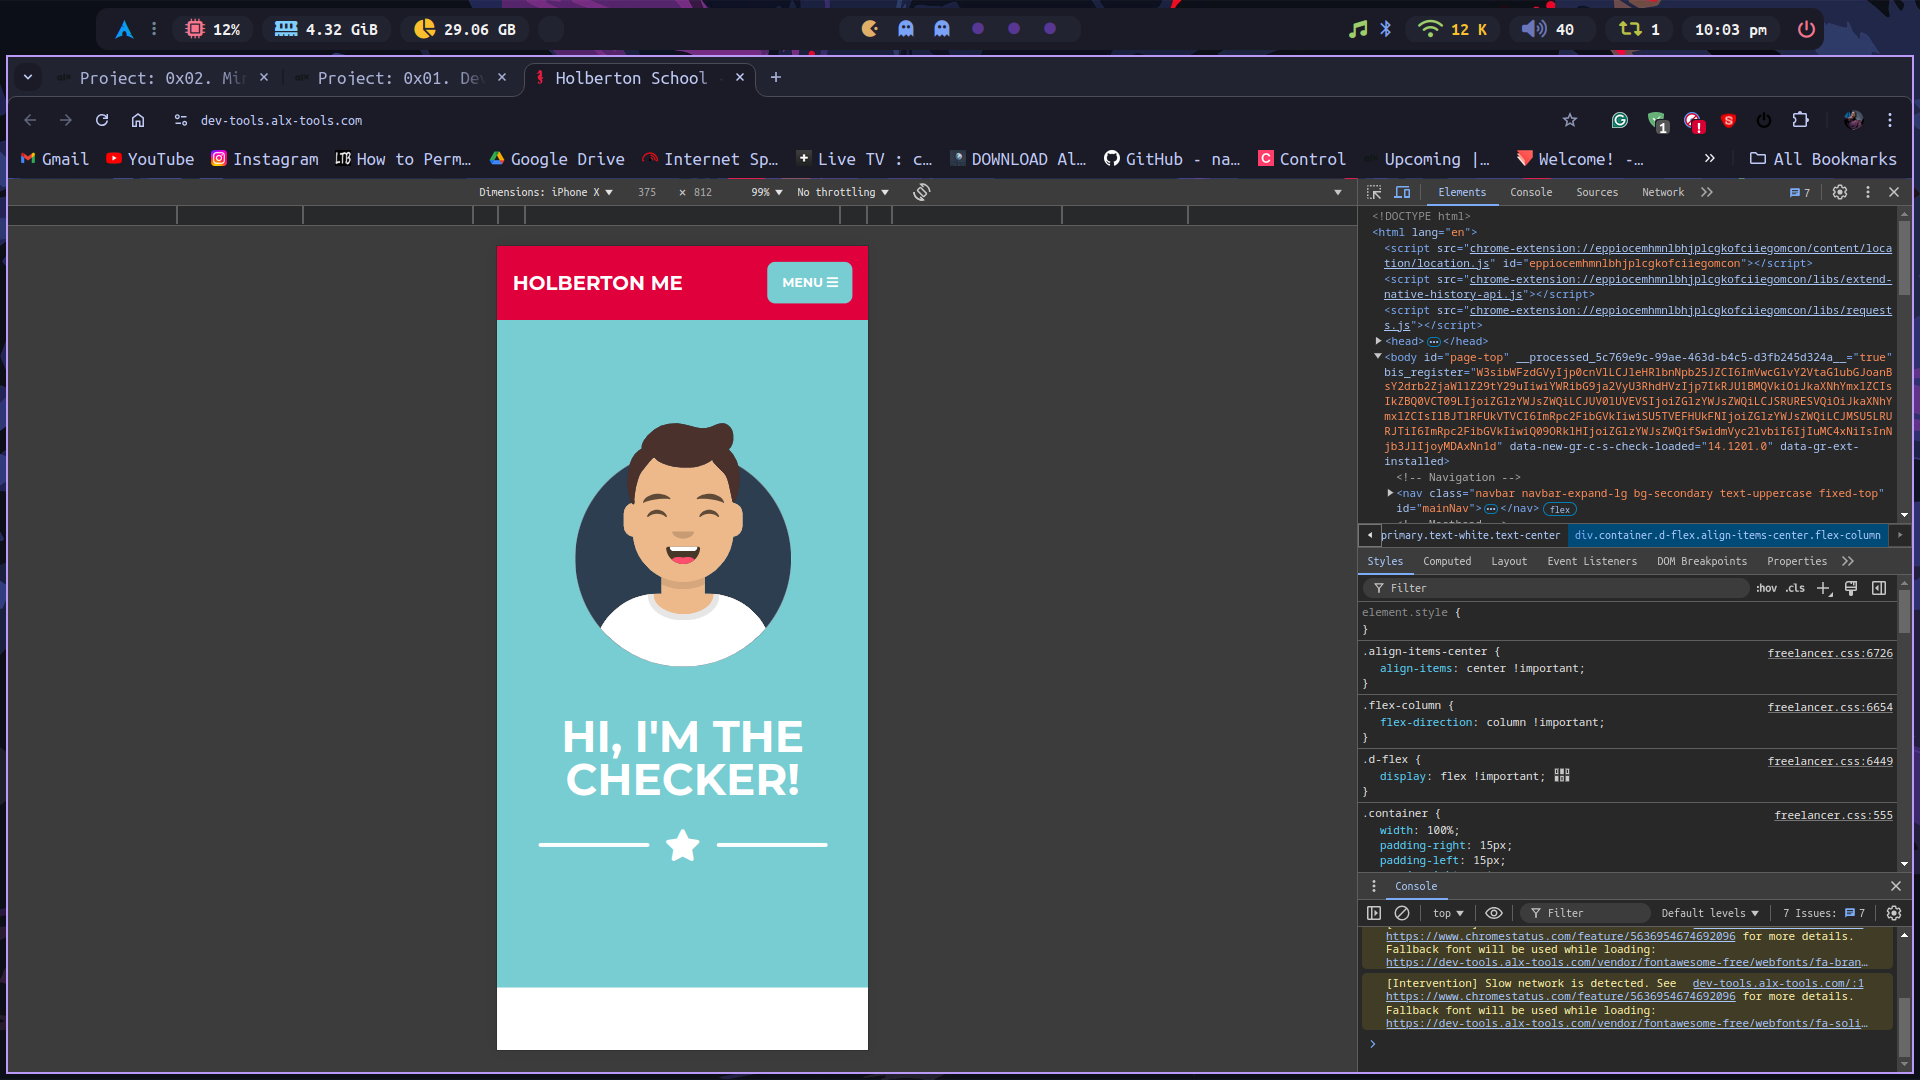 12%
4.32 GiB
29.06 GB
12 K
40
1
10:03 pm
Project: 0x02. Mi
Project: 0x01. De
Holberton School
dev-tools.alx-tools.com
Gmail
YouTube
Instagram
LTB How to Perm…
Google Drive
Internet Sp…
Live TV : c…
DOWNLOAD Al…
GitHub - na…
Control
Upcoming |…
Welcome! -…
All Bookmarks
Dimensions: iPhone X
375 × 812
99%
No throttling
Elements
Console
Sources
Network
7
HOLBERTON ME
MENU
HI, I'M THE
CHECKER!
<!DOCTYPE html>
<html lang="en">
<script src="chrome-extension://eppiocemhmnlbhjplcgkofciiegomcon/content/loca
tion/location.js" id="eppiocemhmnlbhjplcgkofciiegomcon"></script>
<script src="chrome-extension://eppiocemhmnlbhjplcgkofciiegomcon/libs/extend-
native-history-api.js"></script>
<script src="chrome-extension://eppiocemhmnlbhjplcgkofciiegomcon/libs/request
s.js"></script>
<head>…</head>
<body id="page-top" __processed_5c769e9c-99ae-463d-b4c5-d3fb245d324a__="true"
bis_register="
" data-new-gr-c-s-check-loaded="14.1201.0" data-gr-ext-
installed>
<!-- Navigation -->
<nav class="navbar navbar-expand-lg bg-secondary text-uppercase fixed-top"
id="mainNav">…</nav> flex
primary.text-white.text-center
div.container.d-flex.align-items-center.flex-column
Styles
Computed
Layout
Event Listeners
DOM Breakpoints
Properties
Filter
:hov
.cls
element.style {
}
.align-items-center {
freelancer.css:6726
align-items: center !important;
}
.flex-column {
freelancer.css:6654
flex-direction: column !important;
}
.d-flex {
freelancer.css:6449
display: flex !important;
}
.container {
freelancer.css:555
width: 100%;
padding-right: 15px;
padding-left: 15px;
Console
top
Filter
Default levels
7 Issues:
7
https://www.chromestatus.com/feature/5636954674692096 for more details.
Fallback font will be used while loading:
https://dev-tools.alx-tools.com/vendor/fontawesome-free/webfonts/fa-bran…
[Intervention] Slow network is detected. See dev-tools.alx-tools.com/:1
https://www.chromestatus.com/feature/5636954674692096 for more details.
Fallback font will be used while loading:
https://dev-tools.alx-tools.com/vendor/fontawesome-free/webfonts/fa-soli…